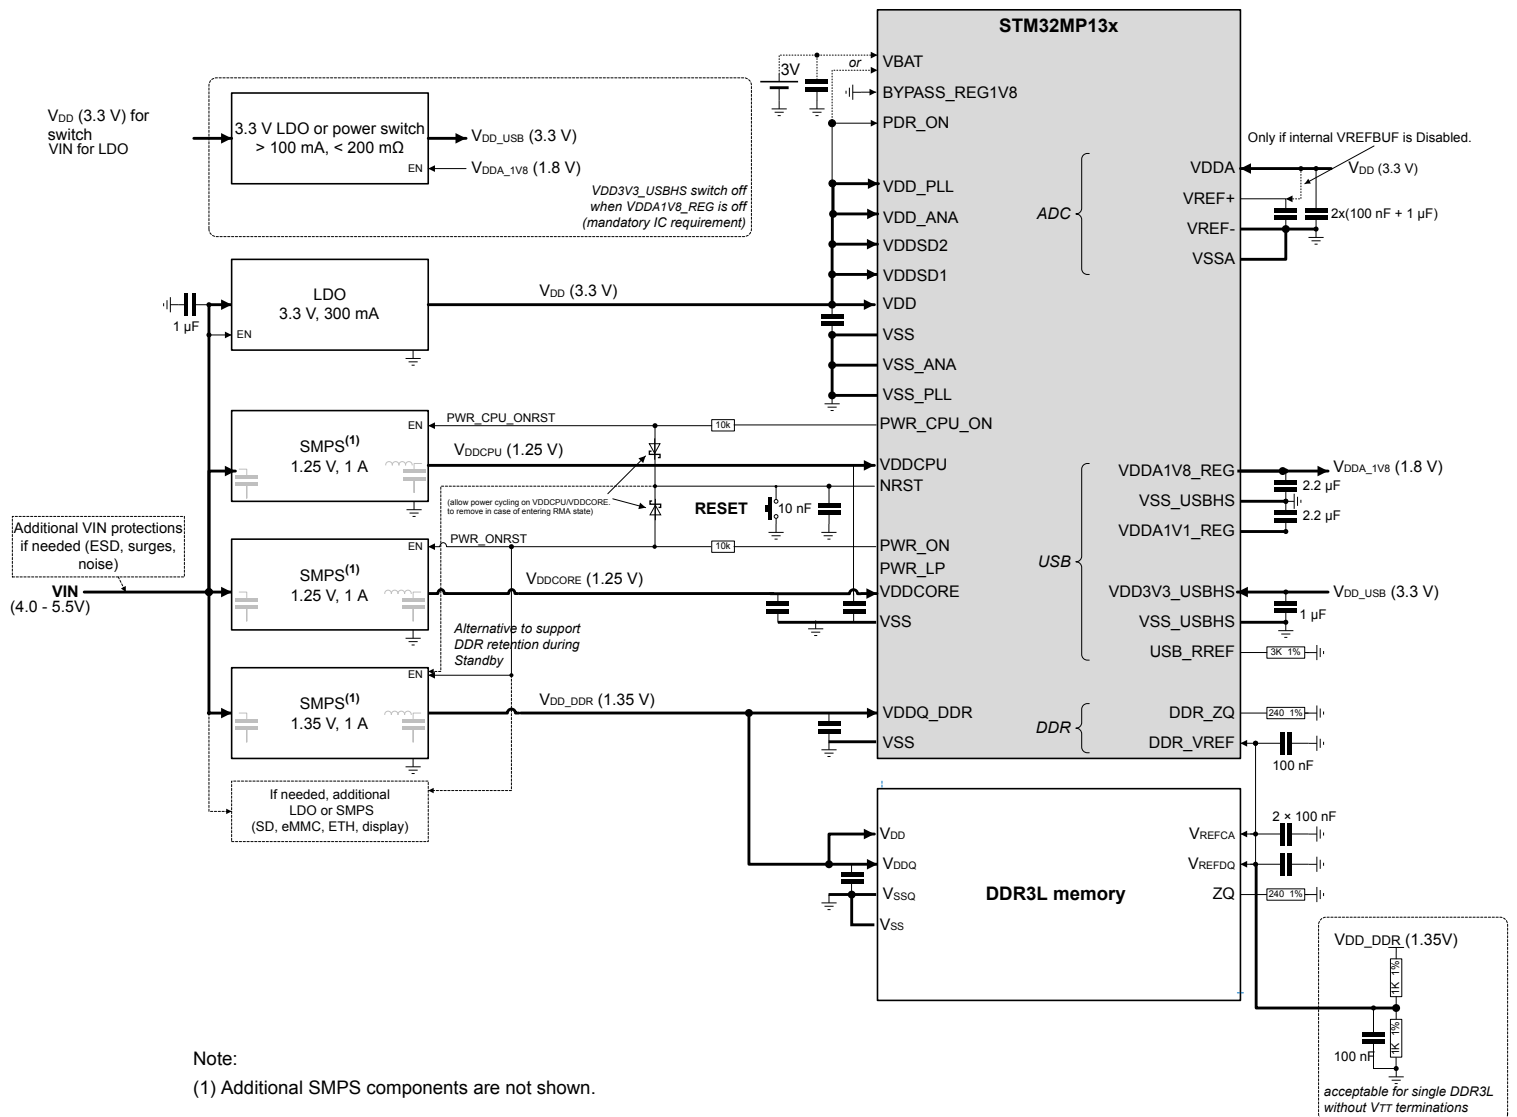 STM32MP13x
3V
or
VBAT
BYPASS_REG1V8
PDR_ON
VDD (3.3 V) for
switch
VIN for LDO
3.3 V LDO or power switch
> 100 mA, < 200 mΩ
EN
VDD_USB (3.3 V)
VDDA_1V8 (1.8 V)
VDD3V3_USBHS switch off
when VDDA1V8_REG is off
(mandatory IC requirement)
VDD_PLL
VDD_ANA
VDDSD2
VDDSD1
VDD
VSS
VSS_ANA
VSS_PLL
PWR_CPU_ON
ADC
Only if internal VREFBUF is Disabled.
VDDA
VDD (3.3 V)
VREF+
2x(100 nF + 1 µF)
VREF-
VSSA
LDO
3.3 V, 300 mA
EN
1 µF
VDD (3.3 V)
EN
SMPS(1)
1.25 V, 1 A
PWR_CPU_ONRST
10k
VDDCPU (1.25 V)
VDDCPU
NRST
(allow power cycling on VDDCPU/VDDCORE.
to remove in case of entering RMA state)
RESET
10 nF
Additional VIN protections
if needed (ESD, surges,
noise)
VIN
(4.0 - 5.5V)
EN
SMPS(1)
1.25 V, 1 A
PWR_ONRST
10k
PWR_ON
PWR_LP
VDDCORE (1.25 V)
VDDCORE
VSS
Alternative to support
DDR retention during
Standby
USB
VDDA1V8_REG
VDDA_1V8 (1.8 V)
2.2 µF
VSS_USBHS
2.2 µF
VDDA1V1_REG
VDD3V3_USBHS
VDD_USB (3.3 V)
1 µF
VSS_USBHS
USB_RREF
3K 1%
EN
SMPS(1)
1.35 V, 1 A
VDD_DDR (1.35 V)
VDDQ_DDR
VSS
DDR
DDR_ZQ
240 1%
DDR_VREF
100 nF
If needed, additional
LDO or SMPS
(SD, eMMC, ETH, display)
VDD
VDDQ
VSSQ
VSS
DDR3L memory
2 × 100 nF
VREFCA
VREFDQ
ZQ
240 1%
VDD_DDR (1.35V)
1K 1%
1K 1%
100 nF
acceptable for single DDR3L
without VTT terminations
Note:
(1) Additional SMPS components are not shown.